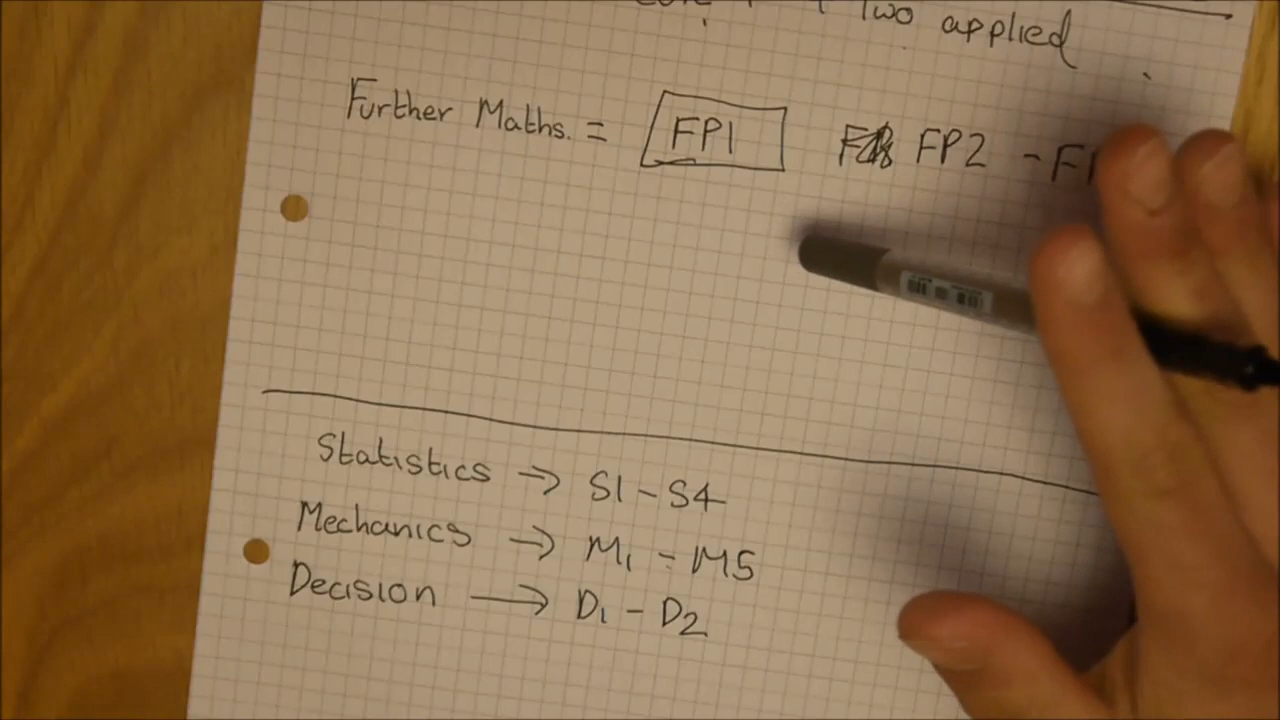 Two applied
Further Maths. = FP1 FP2 -
Statistics → S1 - S4
Mechanics → M1 - M5
Decision → D1 - D2